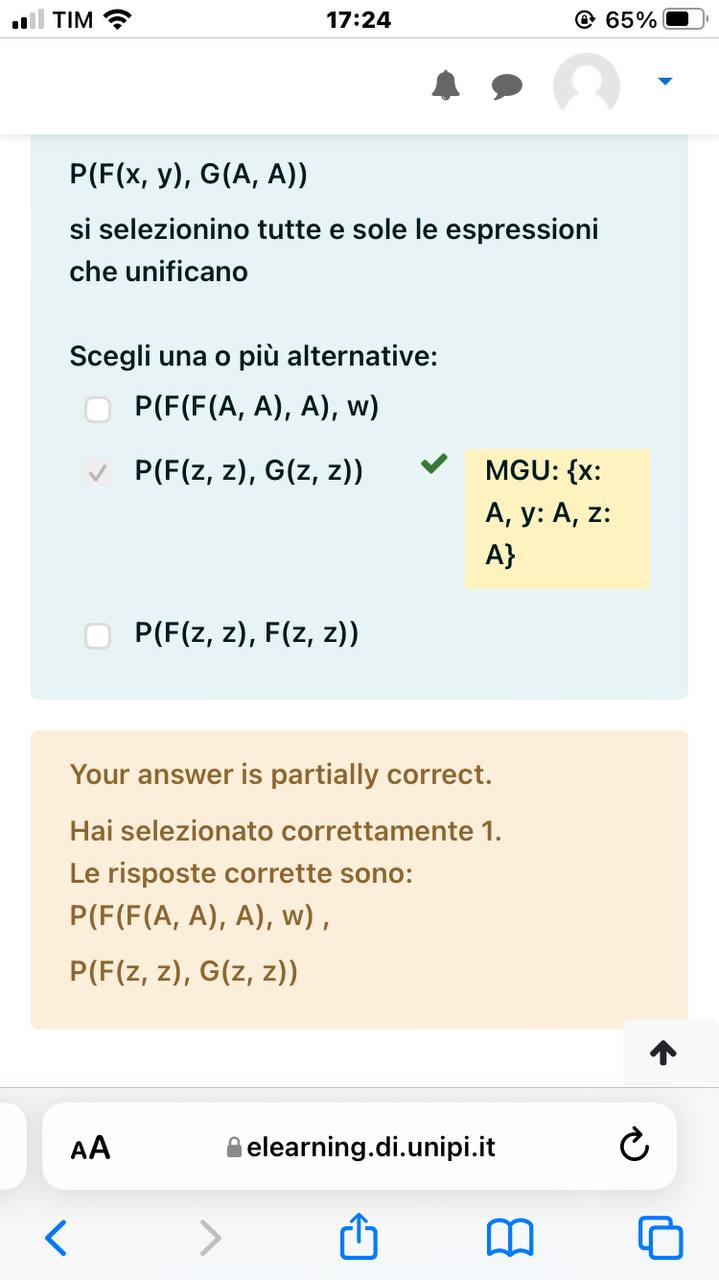 TIM 17:24 65%
P(F(x, y), G(A, A))
si selezionino tutte e sole le espressioni
che unificano
Scegli una o più alternative:
P(F(F(A, A), A), w)
P(F(z, z), G(z, z))
MGU: {x:
A, y: A, z:
A}
P(F(z, z), F(z, z))
Your answer is partially correct.
Hai selezionato correttamente 1.
Le risposte corrette sono:
P(F(F(A, A), A), w) ,
P(F(z, z), G(z, z))
AA elearning.di.unipi.it